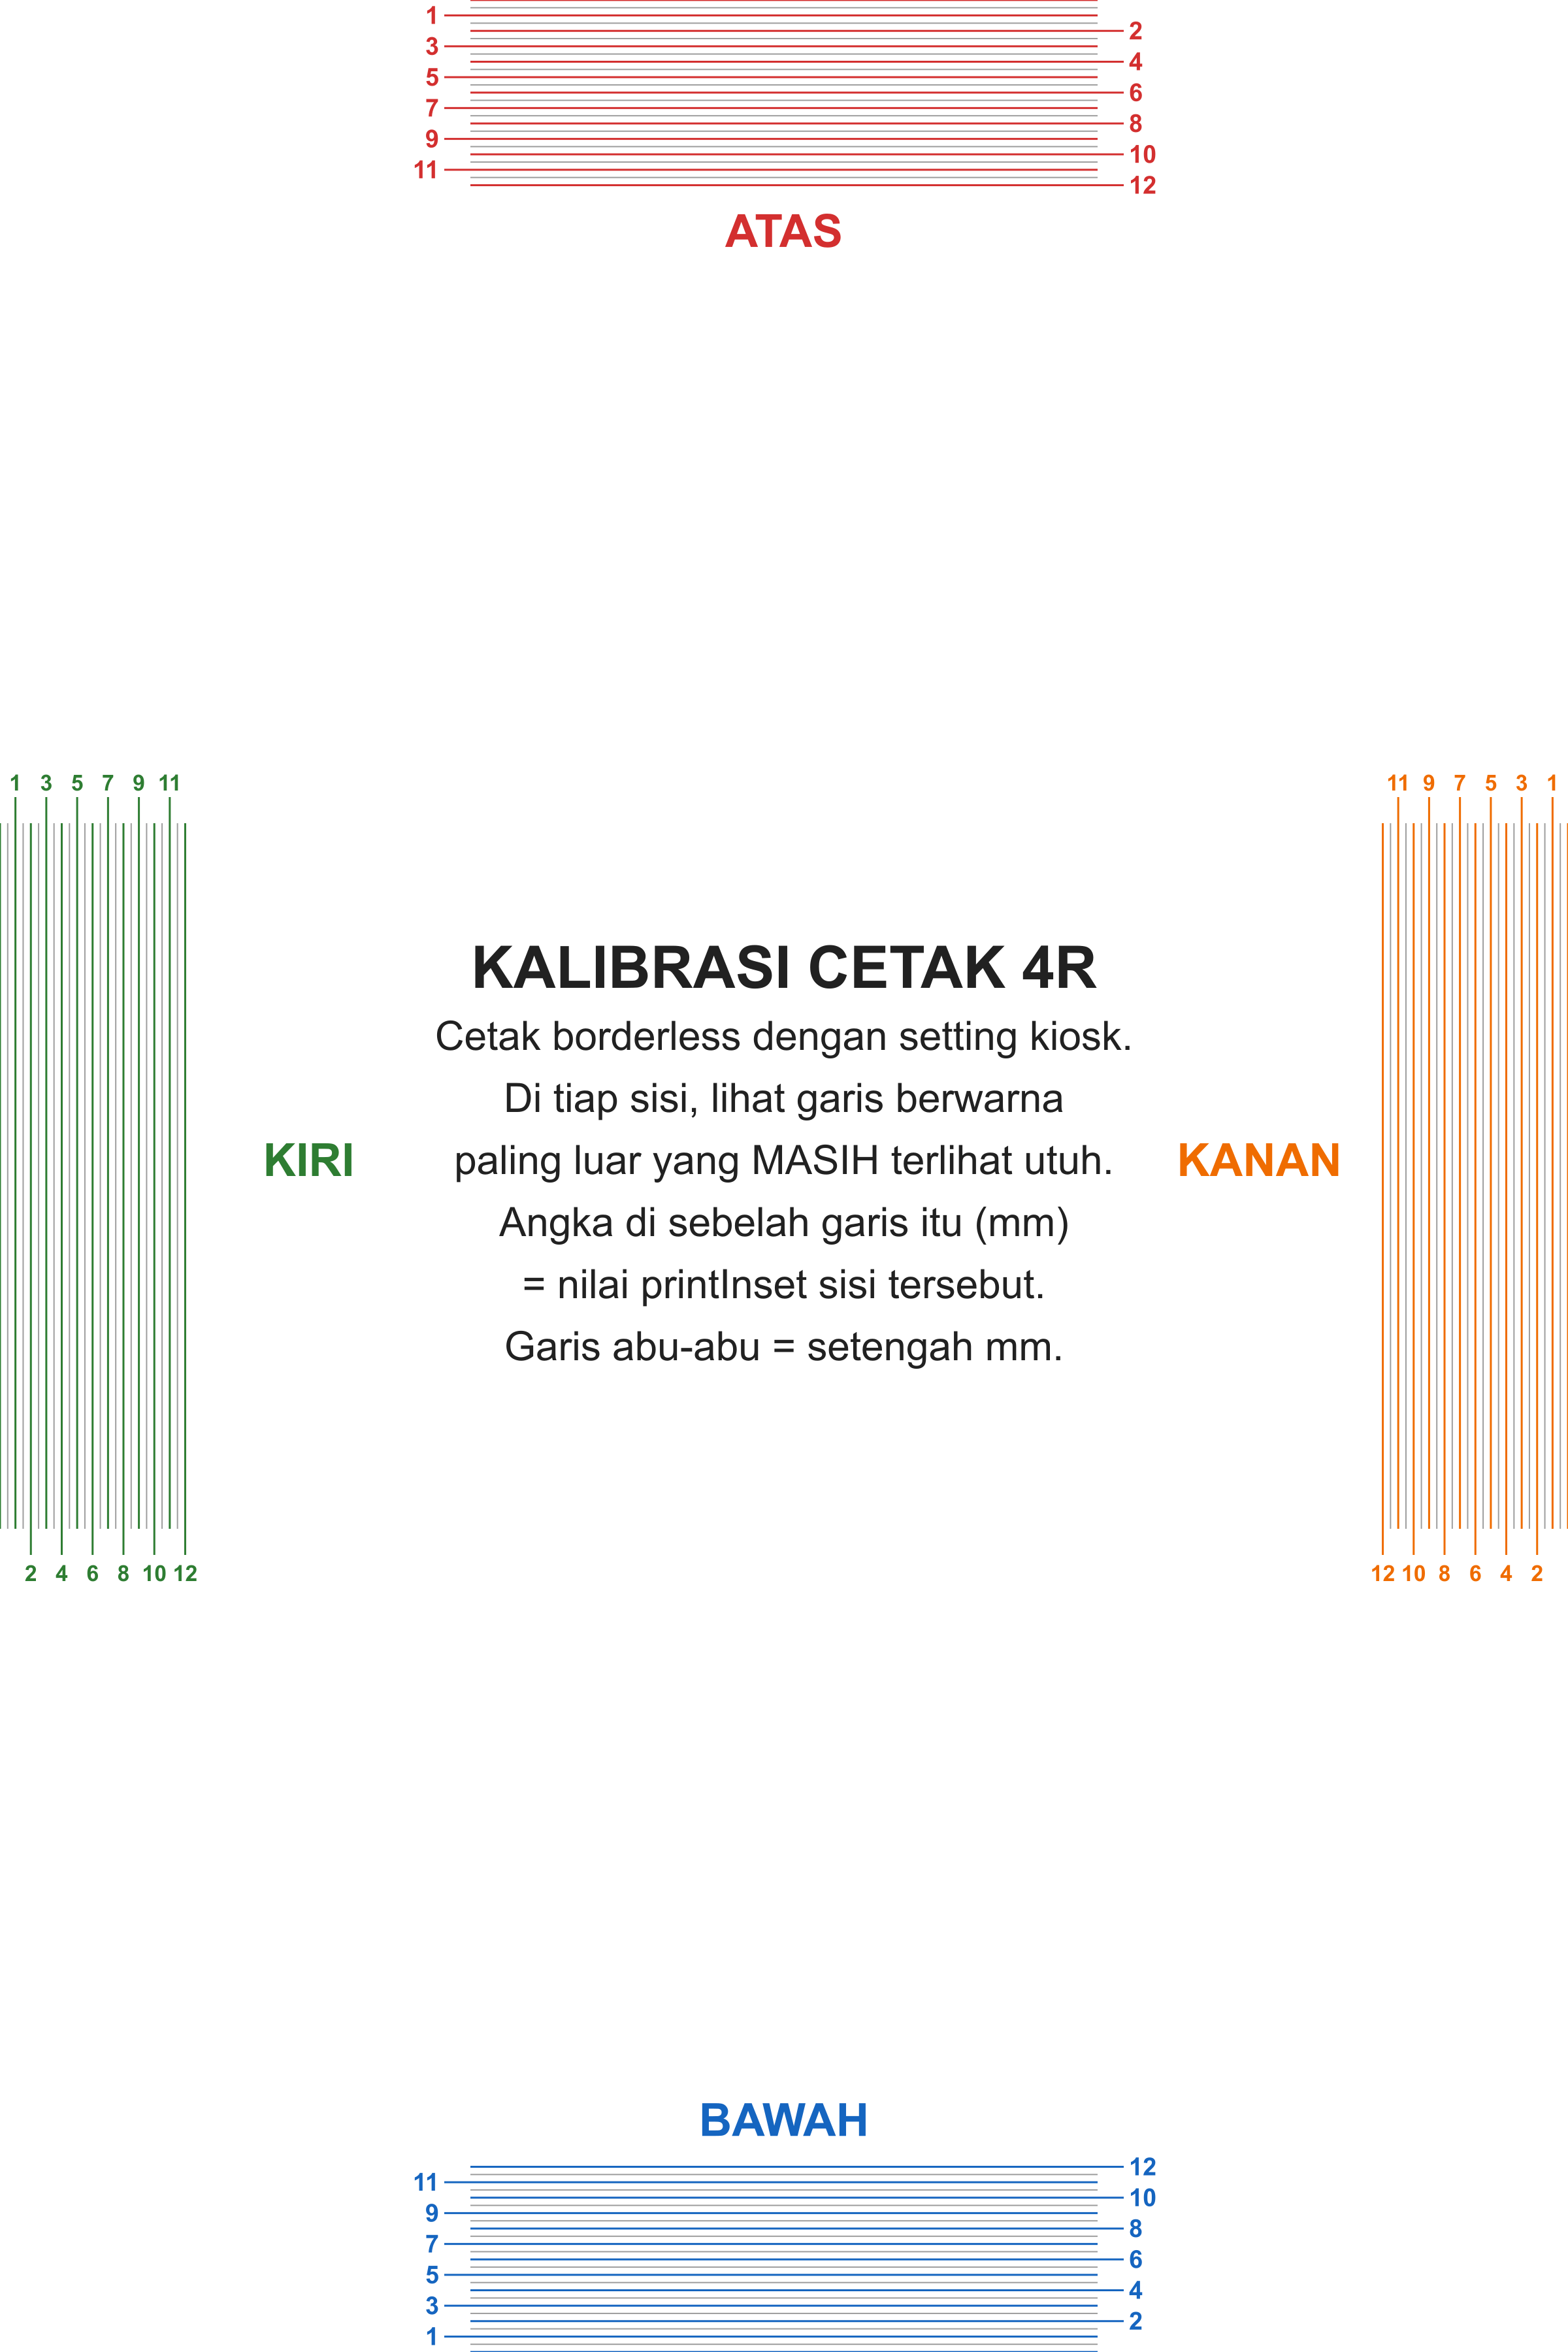 1
2
3
4
5
6
7
8
9
10
11
12
ATAS
1 3 5 7 9 11
11 9 7 5 3 1
KALIBRASI CETAK 4R
Cetak borderless dengan setting kiosk.
Di tiap sisi, lihat garis berwarna
KIRI
paling luar yang MASIH terlihat utuh.
KANAN
Angka di sebelah garis itu (mm)
= nilai printInset sisi tersebut.
Garis abu-abu = setengah mm.
2 4 6 8 10 12
12 10 8 6 4 2
BAWAH
12
11
10
9
8
7
6
5
4
3
2
1